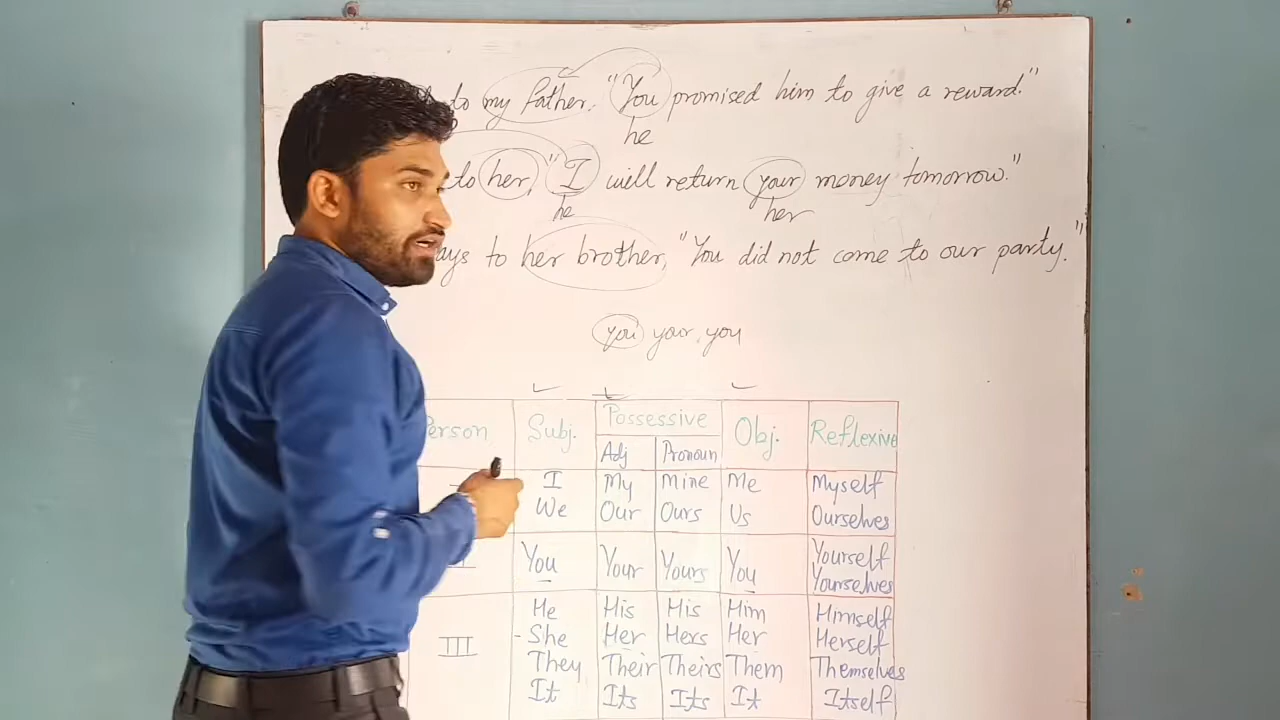 to my father, "You promised him to give a reward."
he
to her, "I will return your money tomorrow."
he her
ays to her brother, "You did not come to our party."
you your, you
Person Subj. Possessive Obj. Reflexive
Adj Pronoun
I My mine Me Myself
We Our Ours Us Ourselves
You Your Yours You Yourself
Yourselves
He His His Him Himself
III She Her Hers Her Herself
They Their Theirs Them Themselves
It Its Its It Itself